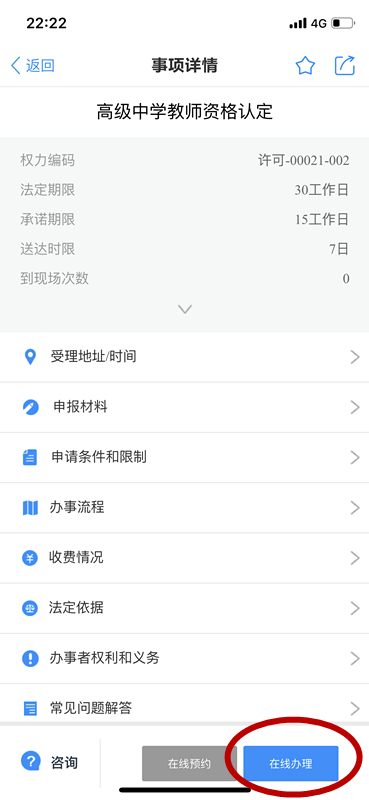 22:22 4G
返回 事项详情
高级中学教师资格认定
权力编码 许可-00021-002
法定期限 30工作日
承诺期限 15工作日
送达时限 7日
到现场次数 0
受理地址/时间
申报材料
申请条件和限制
办事流程
收费情况
法定依据
办事者权利和义务
常见问题解答
咨询 在线预约 在线办理